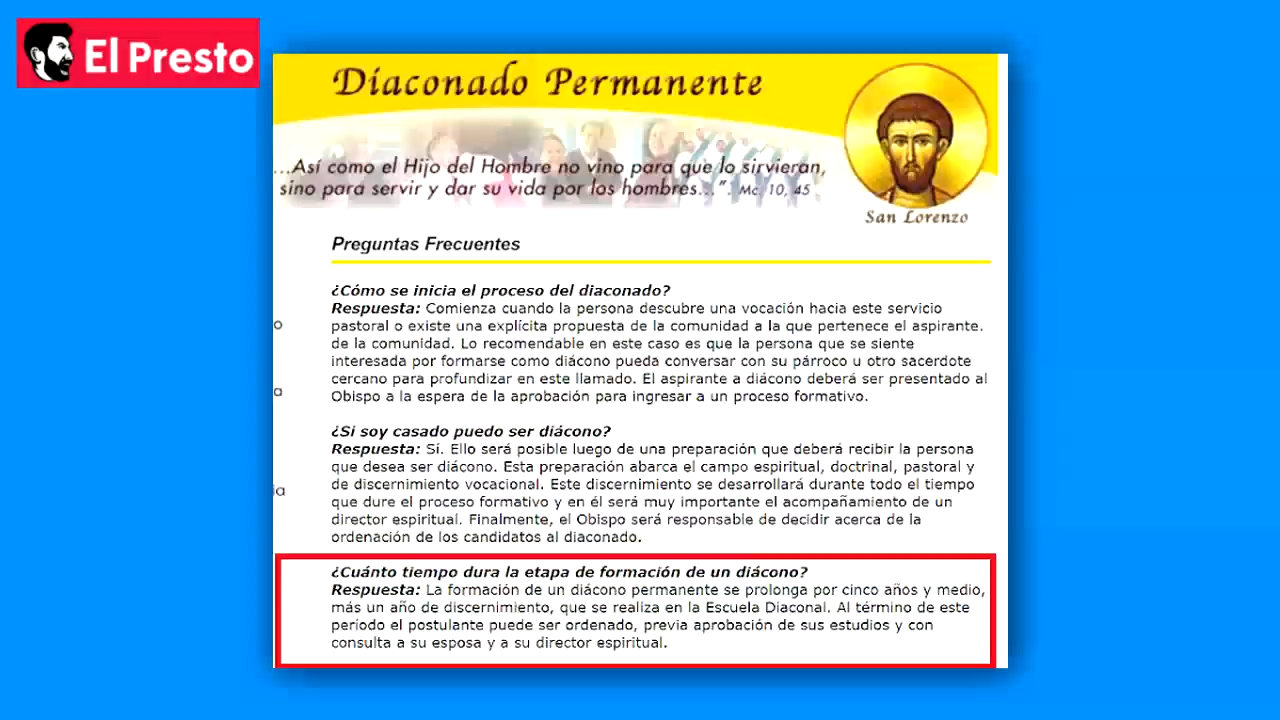 El Presto
Diaconado Permanente
...Así como el Hijo del Hombre no vino para que lo sirvieran,
sino para servir y dar su vida por los hombres...". Mc. 10, 45
San Lorenzo
Preguntas Frecuentes
¿Cómo se inicia el proceso del diaconado?
Respuesta: Comienza cuando la persona descubre una vocación hacia este servicio
pastoral o existe una explícita propuesta de la comunidad a la que pertenece el aspirante.
de la comunidad. Lo recomendable en este caso es que la persona que se siente
interesada por formarse como diácono pueda conversar con su párroco u otro sacerdote
cercano para profundizar en este llamado. El aspirante a diácono deberá ser presentado al
Obispo a la espera de la aprobación para ingresar a un proceso formativo.
¿Si soy casado puedo ser diácono?
Respuesta: Sí. Ello será posible luego de una preparación que deberá recibir la persona
que desea ser diácono. Esta preparación abarca el campo espiritual, doctrinal, pastoral y
de discernimiento vocacional. Este discernimiento se desarrollará durante todo el tiempo
que dure el proceso formativo y en él será muy importante el acompañamiento de un
director espiritual. Finalmente, el Obispo será responsable de decidir acerca de la
ordenación de los candidatos al diaconado.
¿Cuánto tiempo dura la etapa de formación de un diácono?
Respuesta: La formación de un diácono permanente se prolonga por cinco años y medio,
más un año de discernimiento, que se realiza en la Escuela Diaconal. Al término de este
período el postulante puede ser ordenado, previa aprobación de sus estudios y con
consulta a su esposa y a su director espiritual.